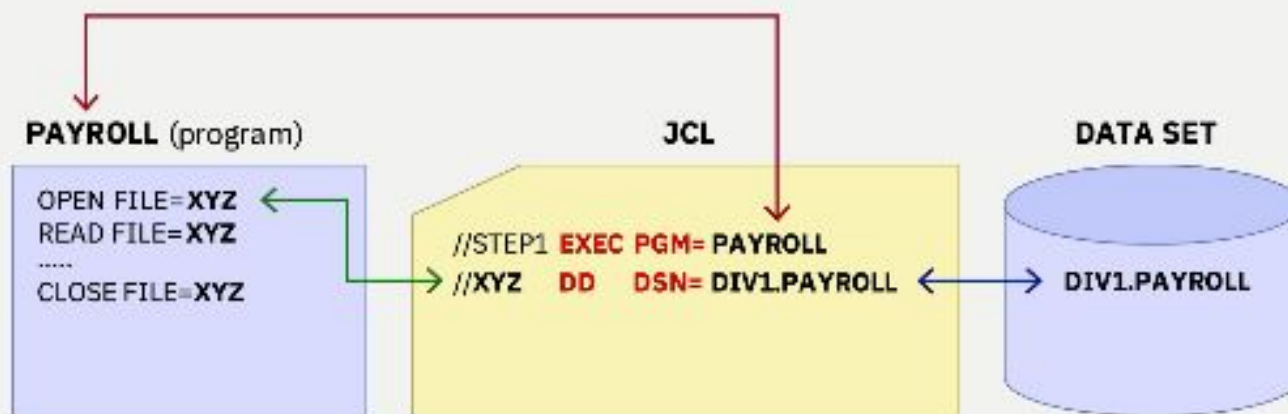 PAYROLL (program)
OPEN FILE=XYZ
READ FILE=XYZ
.....
CLOSE FILE=XYZ
JCL
//STEP1 EXEC PGM= PAYROLL
//XYZ DD DSN= DIV1.PAYROLL
DATA SET
DIV1.PAYROLL